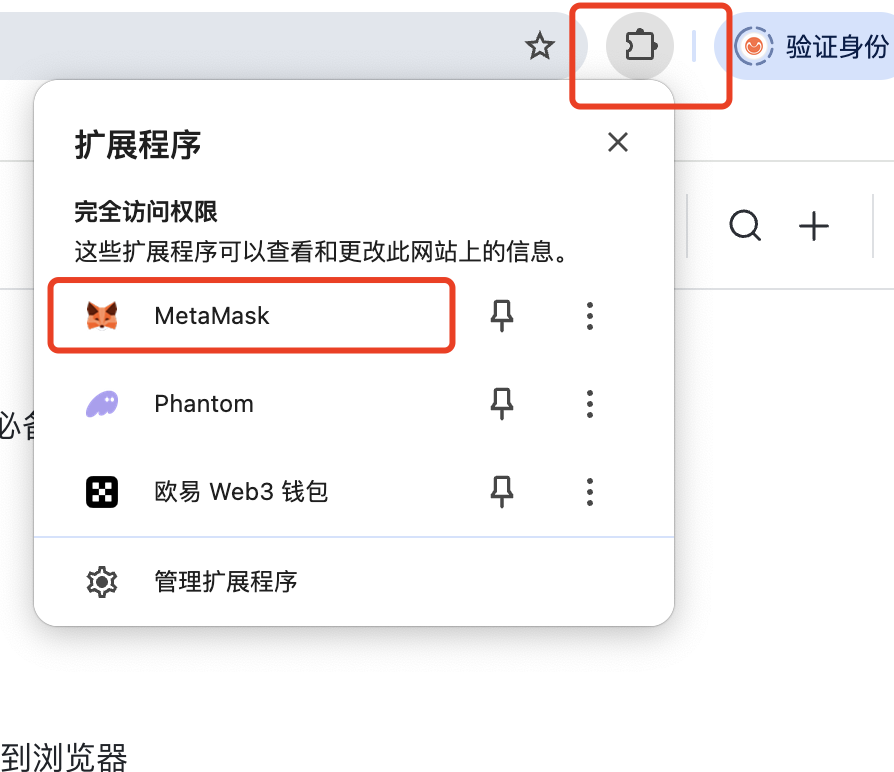 验证身份
扩展程序
完全访问权限
这些扩展程序可以查看和更改此网站上的信息。
MetaMask
Phantom
必
欧易 Web3 钱包
管理扩展程序
到浏览器